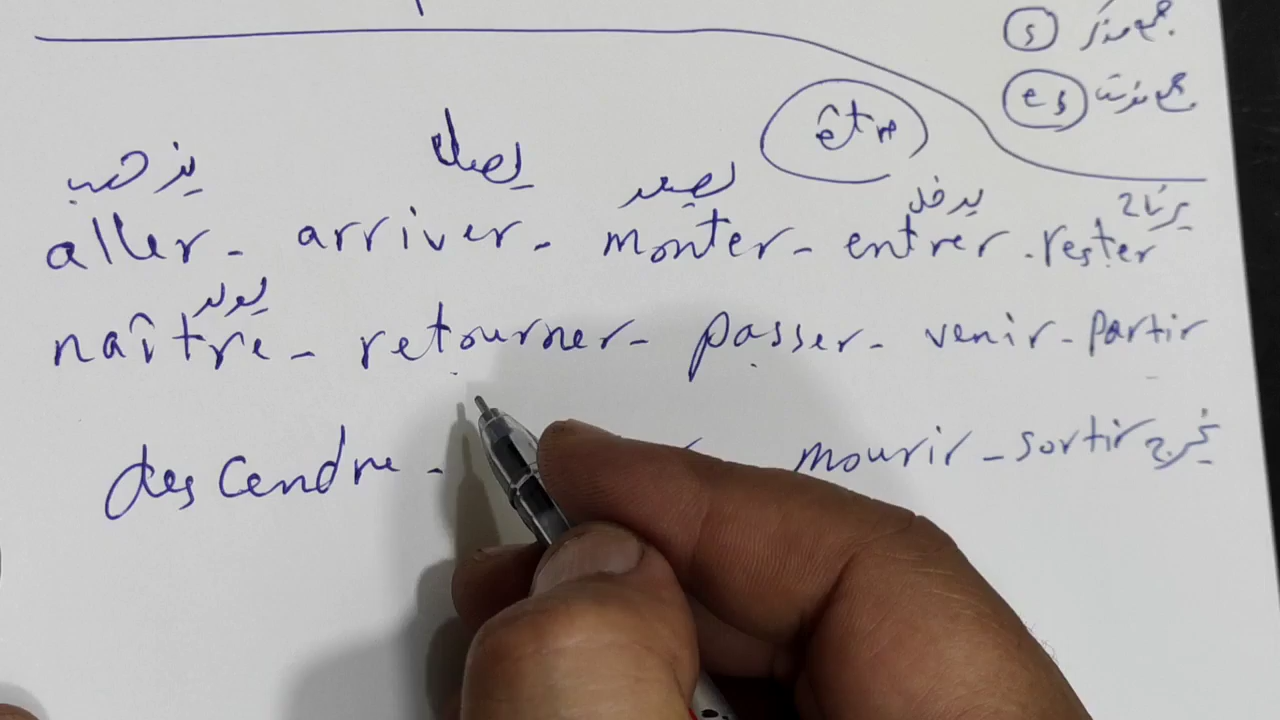 جمع مذكر s
جمع مؤنث es
être
يذهب يصل يصعد يدخل يرتاح
aller - arriver - monter - entrer - rester
يولد
naître - retourner - passer - venir - partir
descendre - mourir - sortir يخرج